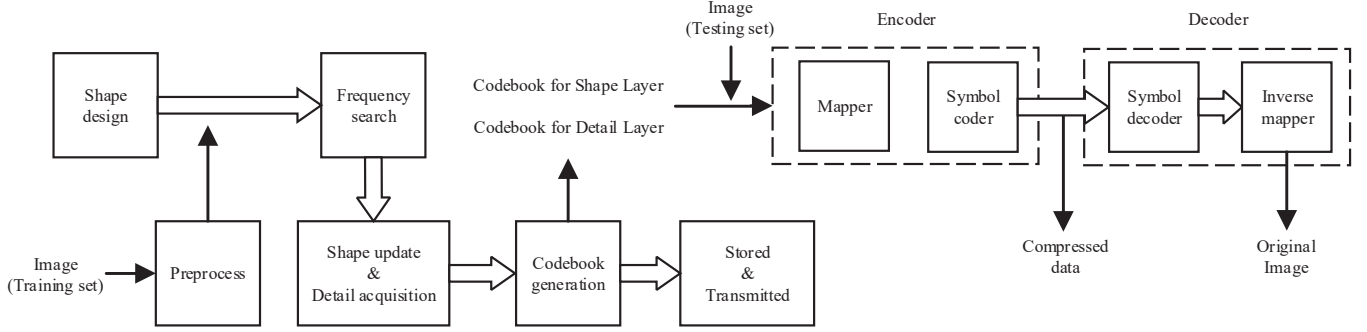 Image
(Testing set)
Encoder
Decoder
Shape
design
Frequency
search
Codebook for Shape Layer
Codebook for Detail Layer
Mapper
Symbol
coder
Symbol
decoder
Inverse
mapper
Image
(Training set)
Preprocess
Shape update
&
Detail acquisition
Codebook
generation
Stored
&
Transmitted
Compressed
data
Original
Image